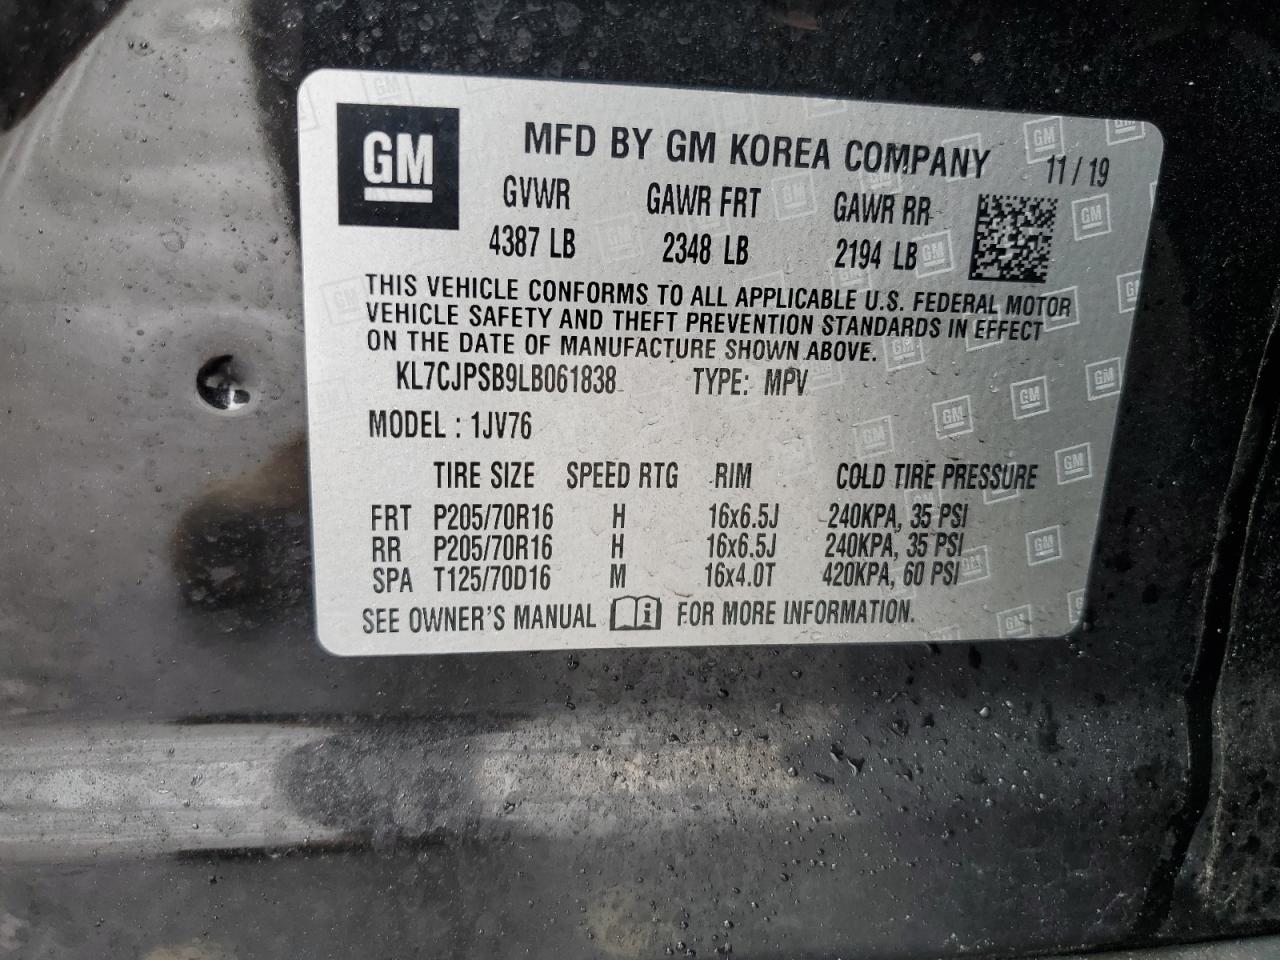 GM
MFD BY GM KOREA COMPANY 11 / 19
GVWR GAWR FRT GAWR RR
4387 LB 2348 LB 2194 LB
THIS VEHICLE CONFORMS TO ALL APPLICABLE U.S. FEDERAL MOTOR
VEHICLE SAFETY AND THEFT PREVENTION STANDARDS IN EFFECT
ON THE DATE OF MANUFACTURE SHOWN ABOVE.
KL7CJPSB9LB061838 TYPE: MPV
MODEL : 1JV76
TIRE SIZE SPEED RTG RIM COLD TIRE PRESSURE
FRT P205/70R16 H 16x6.5J 240KPA, 35 PSI
RR P205/70R16 H 16x6.5J 240KPA, 35 PSI
SPA T125/70D16 M 16x4.0T 420KPA, 60 PSI
SEE OWNER'S MANUAL i FOR MORE INFORMATION.